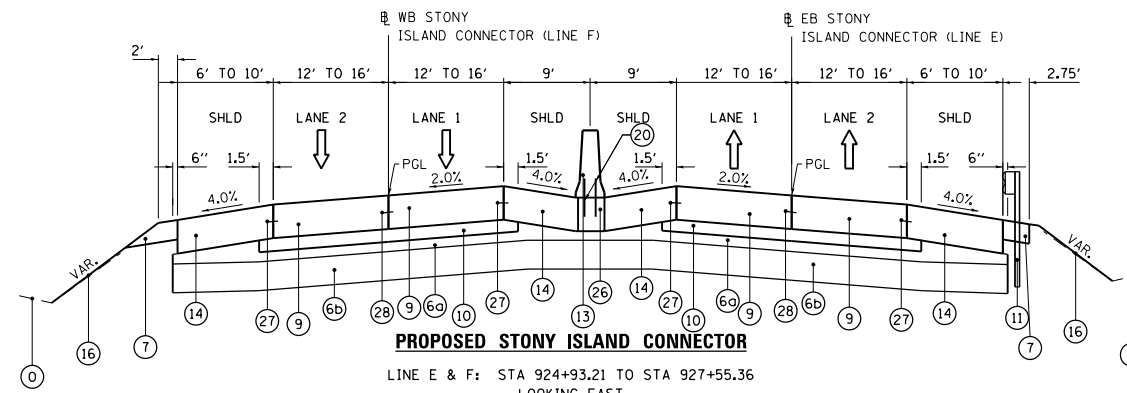 ℄ WB STONY
ISLAND CONNECTOR (LINE F)
℄ EB STONY
ISLAND CONNECTOR (LINE E)
2'
6' TO 10' 12' TO 16' 12' TO 16' 9' 9' 12' TO 16' 12' TO 16' 6' TO 10' 2.75'
SHLD LANE 2 LANE 1 SHLD SHLD LANE 1 LANE 2 SHLD
20
6'' 1.5' PGL 1.5' 1.5' PGL 1.5' 6''
4.0% 2.0% 4.0% 4.0% 2.0% 4.0%
VAR. VAR.
0 16 7 14 27 9 28 6b 9 6a 10 27 14 13 26 14 27 10 6a 9 28 6b 9 27 14 11 7 16
PROPOSED STONY ISLAND CONNECTOR
LINE E & F: STA 924+93.21 TO STA 927+55.36
LOOKING EAST